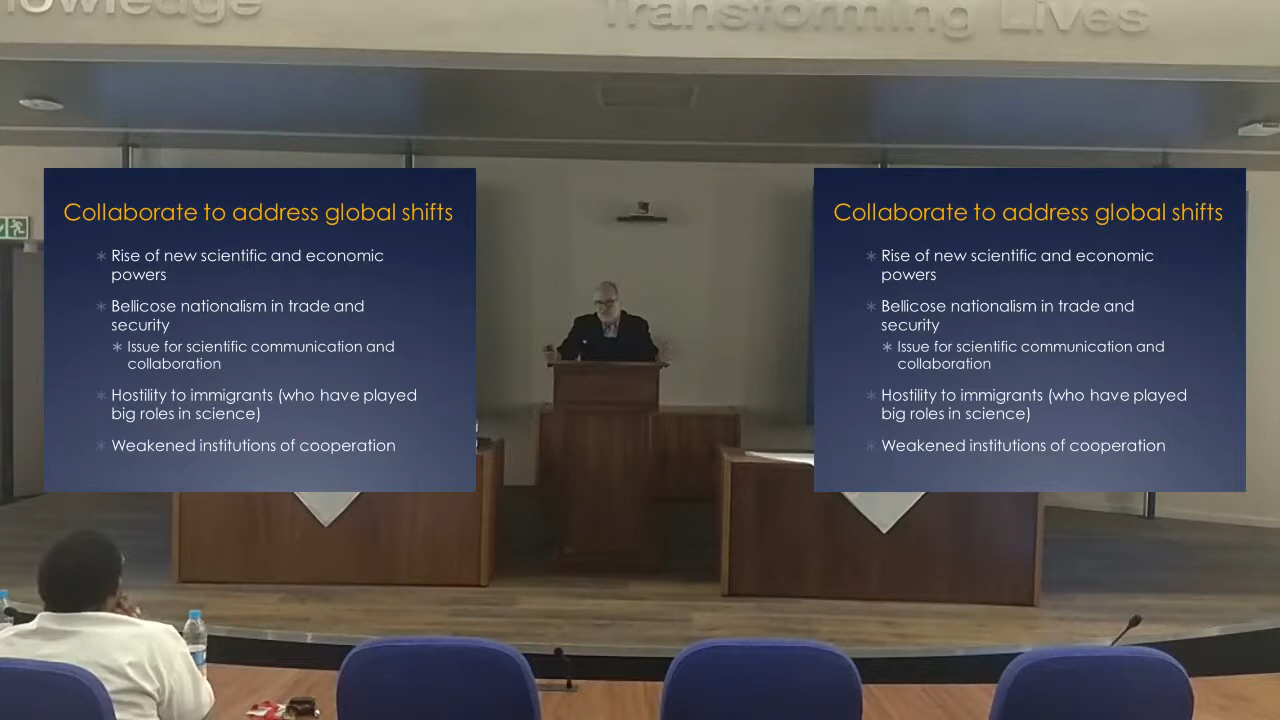 Transforming Lives
Collaborate to address global shifts
* Rise of new scientific and economic
powers
* Bellicose nationalism in trade and
security
* Issue for scientific communication and
collaboration
* Hostility to immigrants (who have played
big roles in science)
* Weakened institutions of cooperation
Collaborate to address global shifts
* Rise of new scientific and economic
powers
* Bellicose nationalism in trade and
security
* Issue for scientific communication and
collaboration
* Hostility to immigrants (who have played
big roles in science)
* Weakened institutions of cooperation